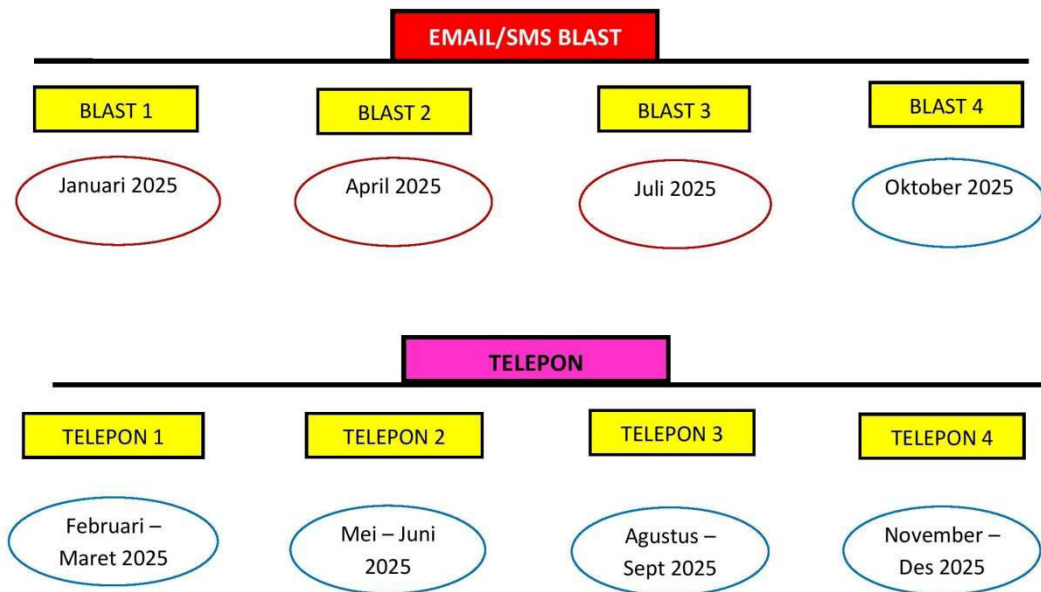 EMAIL/SMS BLAST
BLAST 1
BLAST 2
BLAST 3
BLAST 4
Januari 2025
April 2025
Juli 2025
Oktober 2025
TELEPON
TELEPON 1
TELEPON 2
TELEPON 3
TELEPON 4
Februari –
Maret 2025
Mei – Juni
2025
Agustus –
Sept 2025
November –
Des 2025